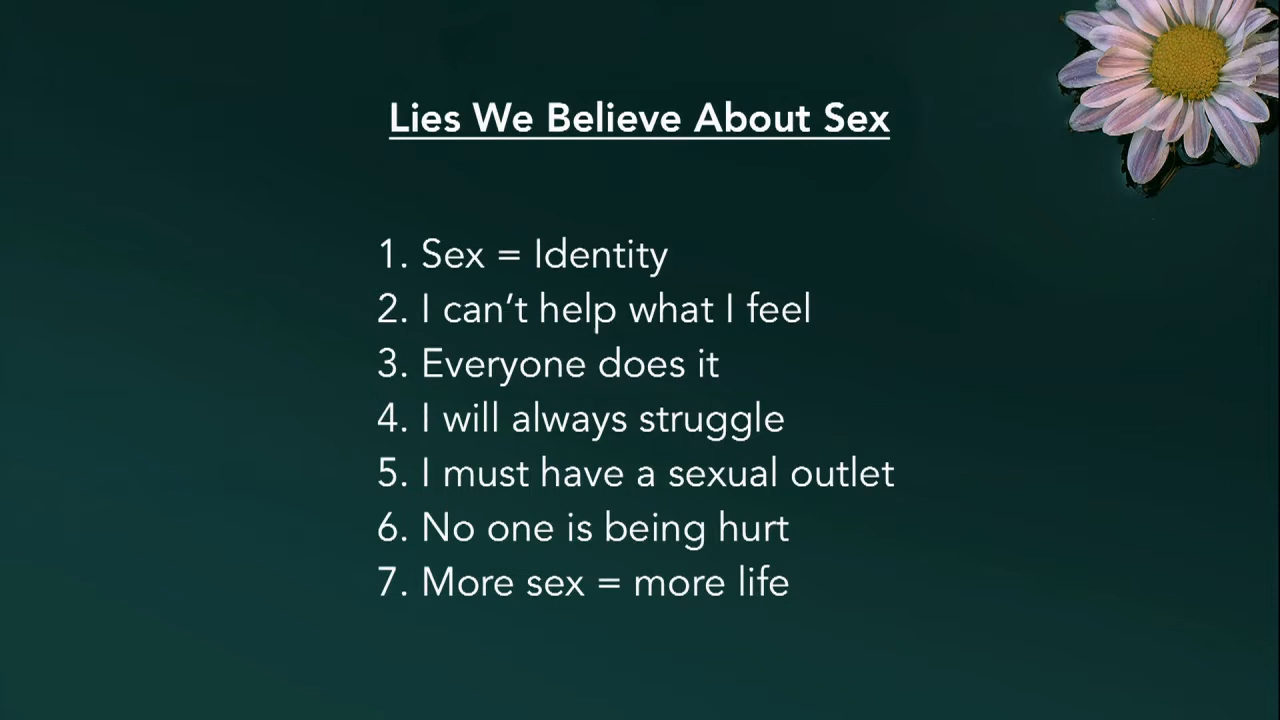 Lies We Believe About Sex
1. Sex = Identity
2. I can’t help what I feel
3. Everyone does it
4. I will always struggle
5. I must have a sexual outlet
6. No one is being hurt
7. More sex = more life